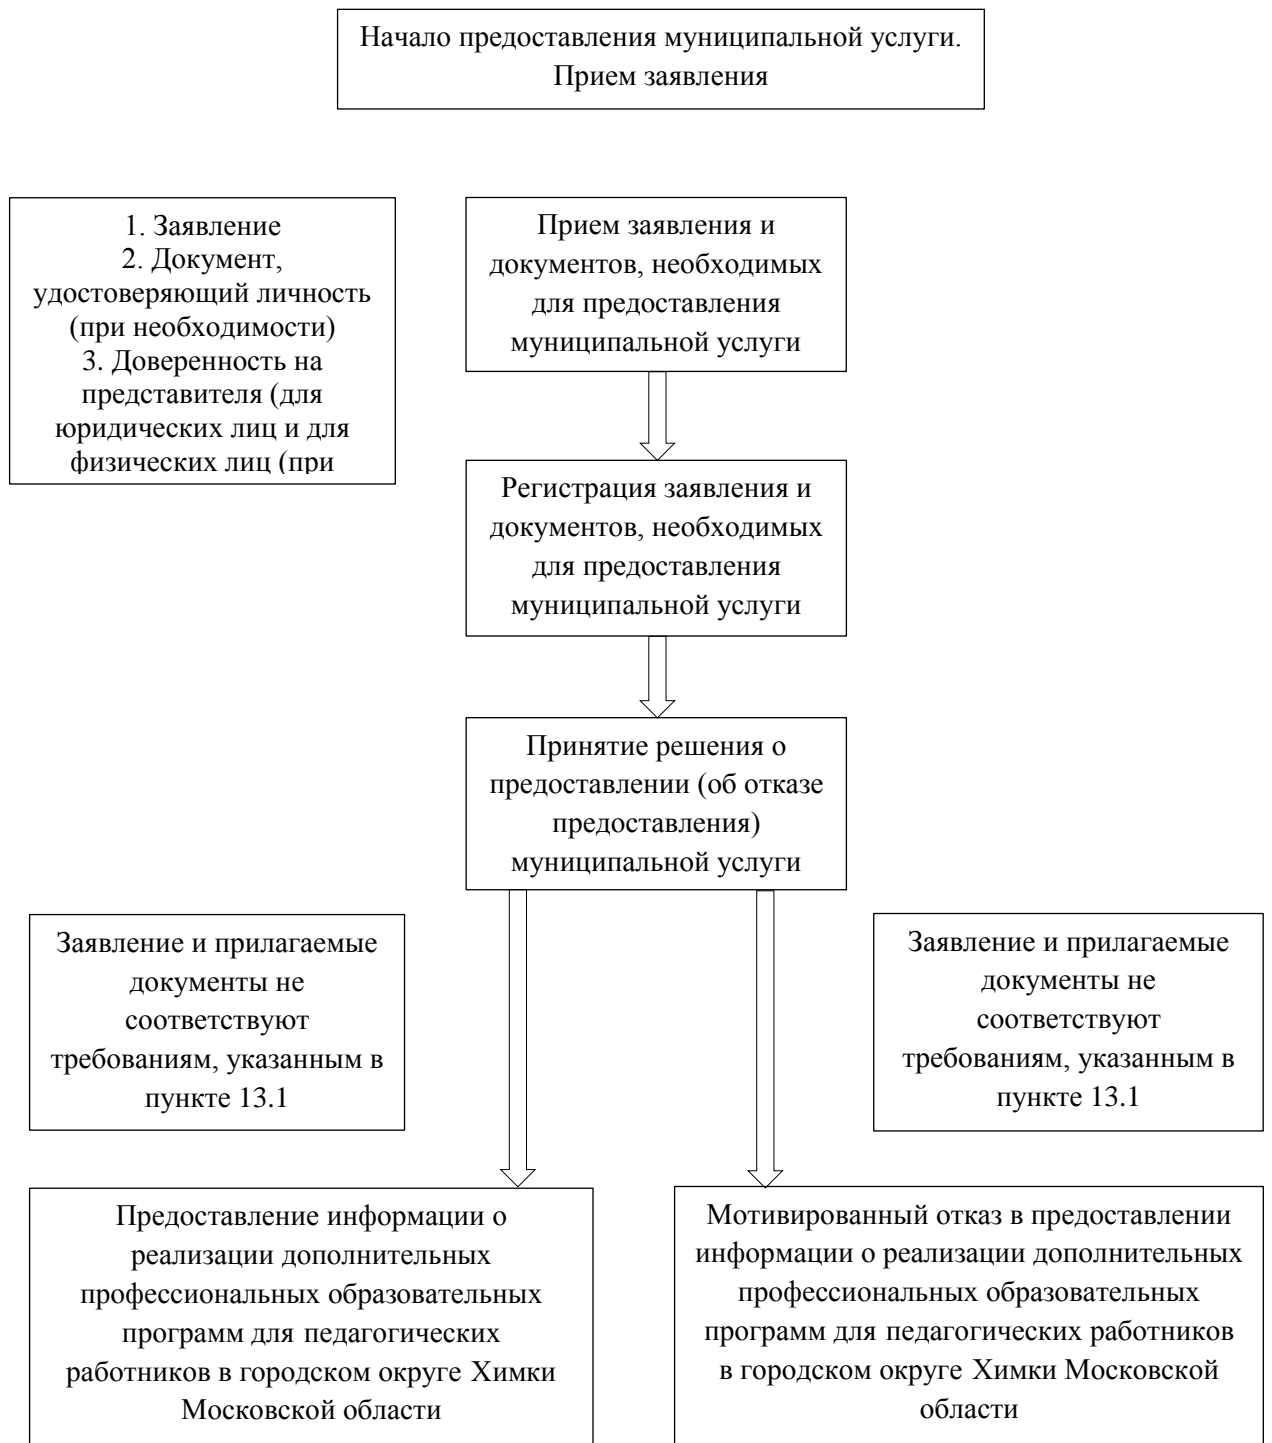 Начало предоставления муниципальной услуги.
Прием заявления
1. Заявление
2. Документ,
удостоверяющий личность
(при необходимости)
3. Доверенность на
представителя (для
юридических лиц и для
физических лиц (при
Прием заявления и
документов, необходимых
для предоставления
муниципальной услуги
Регистрация заявления и
документов, необходимых
для предоставления
муниципальной услуги
Принятие решения о
предоставлении (об отказе
предоставления)
муниципальной услуги
Заявление и прилагаемые
документы не
соответствуют
требованиям, указанным в
пункте 13.1
Заявление и прилагаемые
документы не
соответствуют
требованиям, указанным в
пункте 13.1
Предоставление информации о
реализации дополнительных
профессиональных образовательных
программ для педагогических
работников в городском округе Химки
Московской области
Мотивированный отказ в предоставлении
информации о реализации дополнительных
профессиональных образовательных
программ для педагогических работников
в городском округе Химки Московской
области